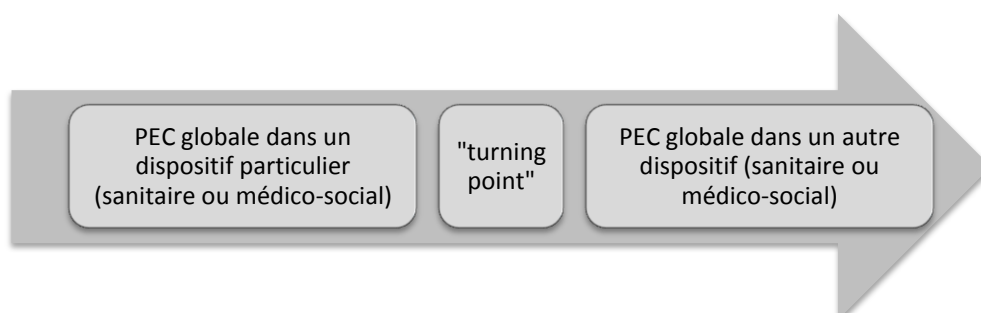 PEC globale dans un
dispositif particulier
(sanitaire ou médico-social)
"turning
point"
PEC globale dans un autre
dispositif (sanitaire ou
médico-social)